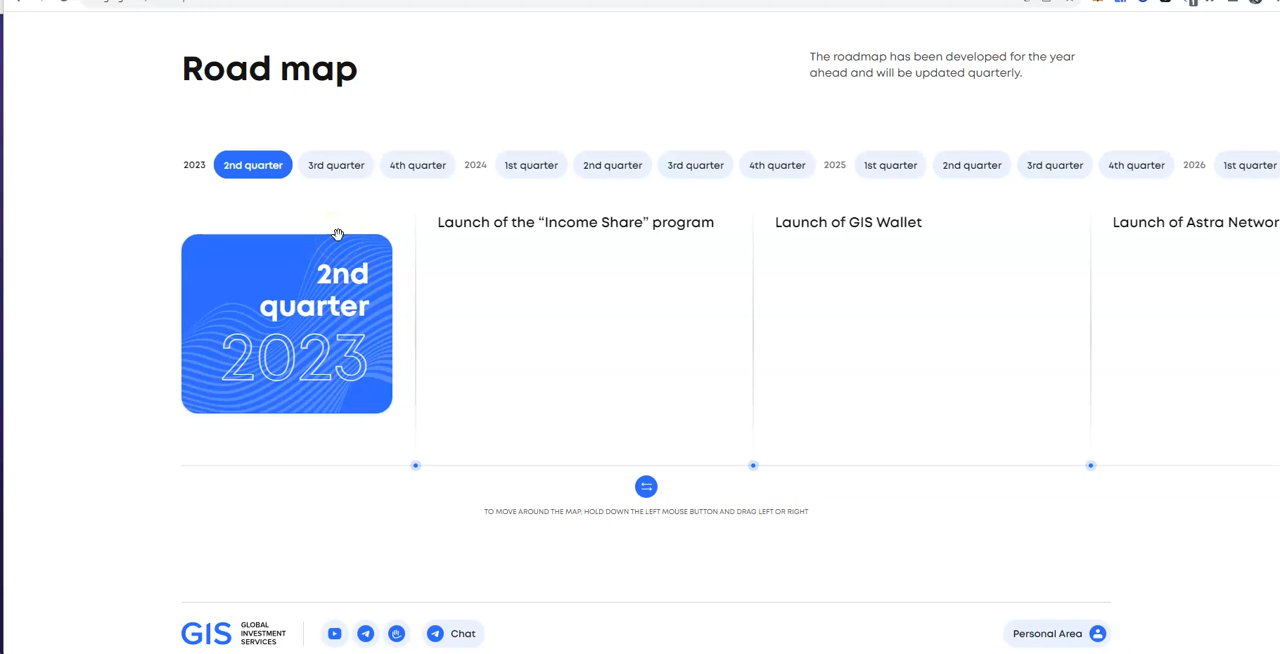 Road map
The roadmap has been developed for the year
ahead and will be updated quarterly.
2023 2nd quarter 3rd quarter 4th quarter 2024 1st quarter 2nd quarter 3rd quarter 4th quarter 2025 1st quarter 2nd quarter 3rd quarter 4th quarter 2026 1st quarter
Launch of the “Income Share” program
Launch of GIS Wallet
Launch of Astra Networ
2nd
quarter
2023
TO MOVE AROUND THE MAP, HOLD DOWN THE LEFT MOUSE BUTTON AND DRAG LEFT OR RIGHT
GIS
GLOBAL
INVESTMENT
SERVICES
Chat
Personal Area